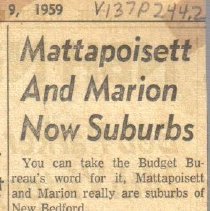 9, 1959 V137P244.2
Mattapoisett
And Marion
Now Suburbs
You can take the Budget Bu-
reau's word for it, Mattapoisett
and Marion really are suburbs of
New Bedford.